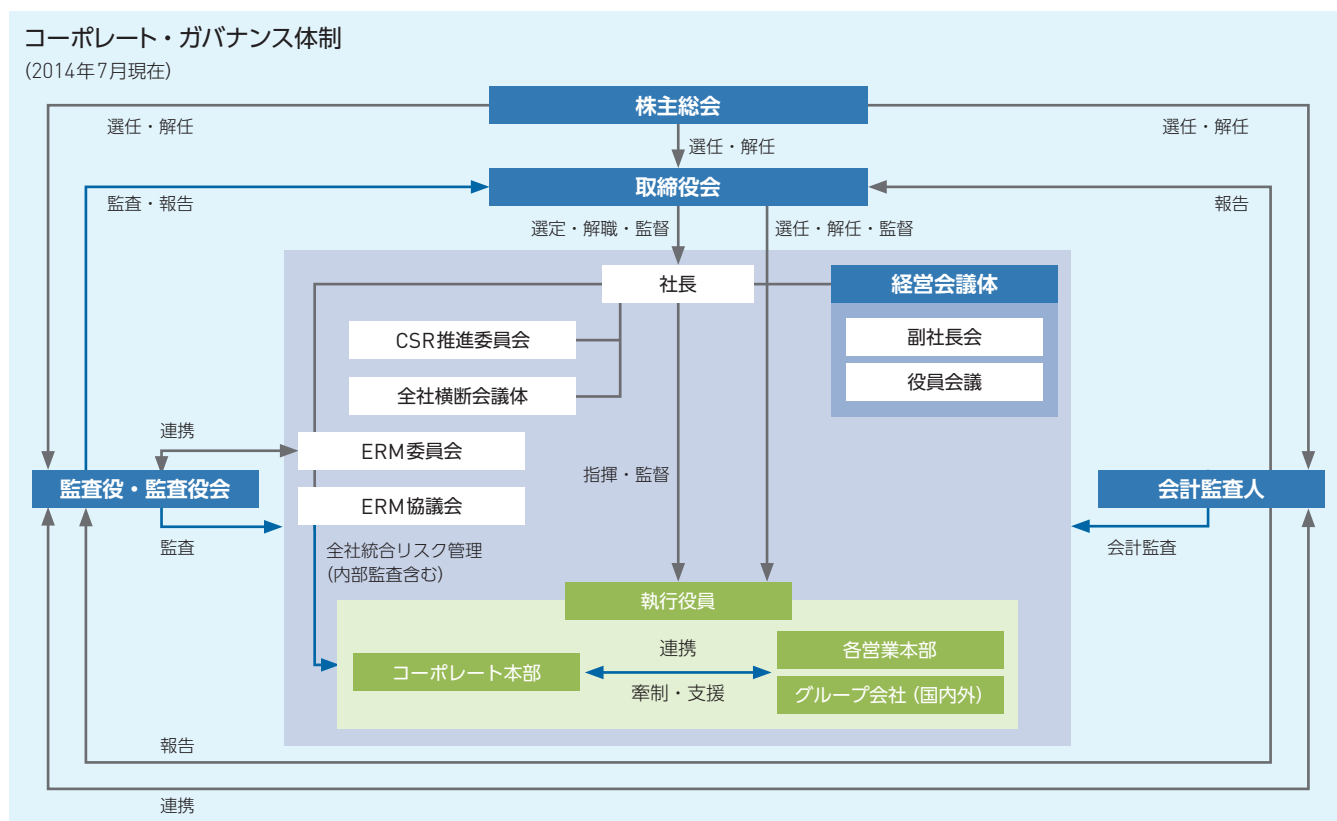 コーポレート・ガバナンス体制
(2014年7月現在)
株主総会
選任・解任
選任・解任
選任・解任
取締役会
監査・報告
報告
選定・解職・監督
選任・解任・監督
社長
経営会議体
CSR推進委員会
副社長会
全社横断会議体
役員会議
連携
ERM委員会
指揮・監督
監査役・監査役会
ERM協議会
会計監査人
監査
全社統合リスク管理
(内部監査含む)
会計監査
執行役員
コーポレート本部
連携
牽制・支援
各営業本部
グループ会社(国内外)
報告
連携